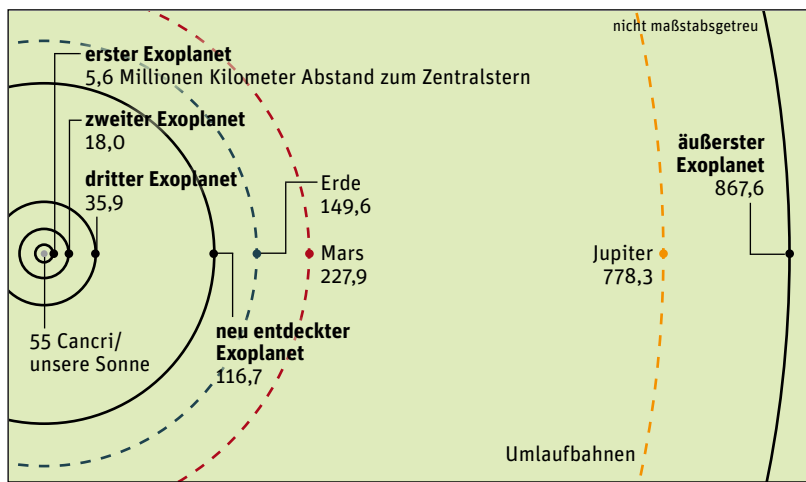 nicht maßstabsgetreu
erster Exoplanet
5,6 Millionen Kilometer Abstand zum Zentralstern
zweiter Exoplanet
18,0
dritter Exoplanet
35,9
Erde
149,6
Mars
227,9
Jupiter
778,3
äußerster
Exoplanet
867,6
55 Cancri/
unsere Sonne
neu entdeckter
Exoplanet
116,7
Umlaufbahnen